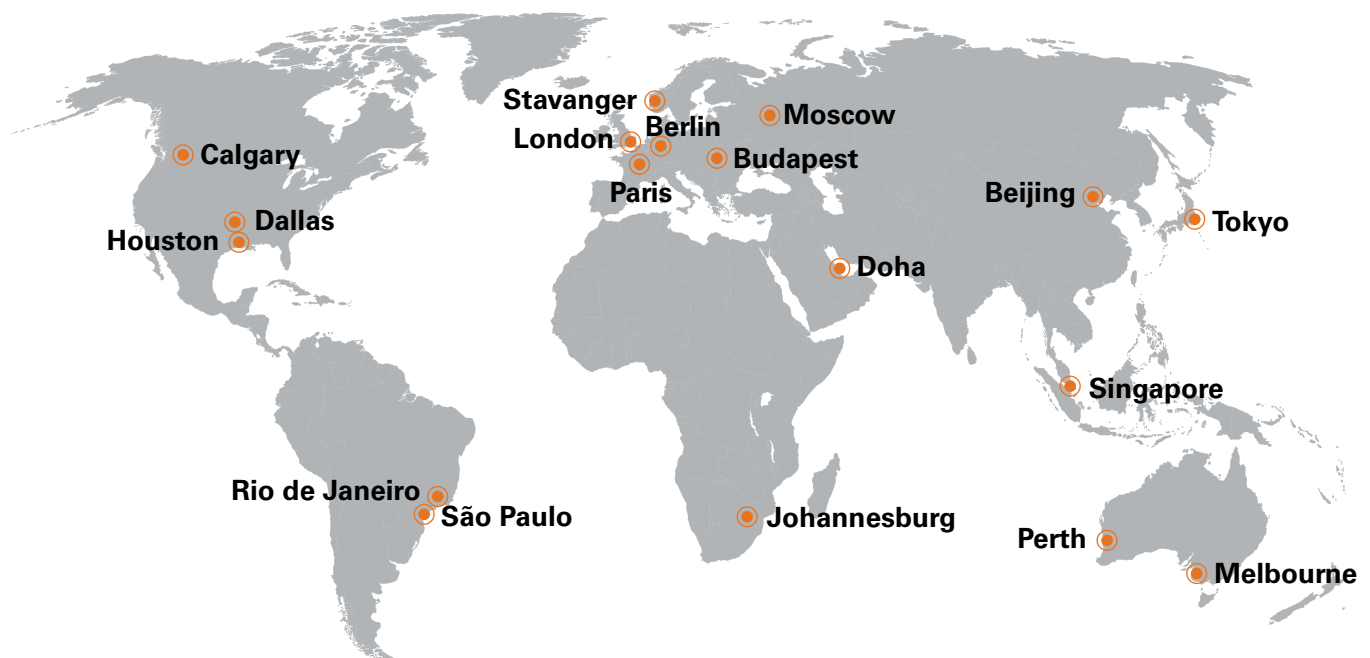 Stavanger
Moscow
Berlin
London
Calgary
Budapest
Paris
Beijing
Dallas
Tokyo
Houston
Doha
Singapore
Rio de Janeiro
São Paulo
Johannesburg
Perth
Melbourne